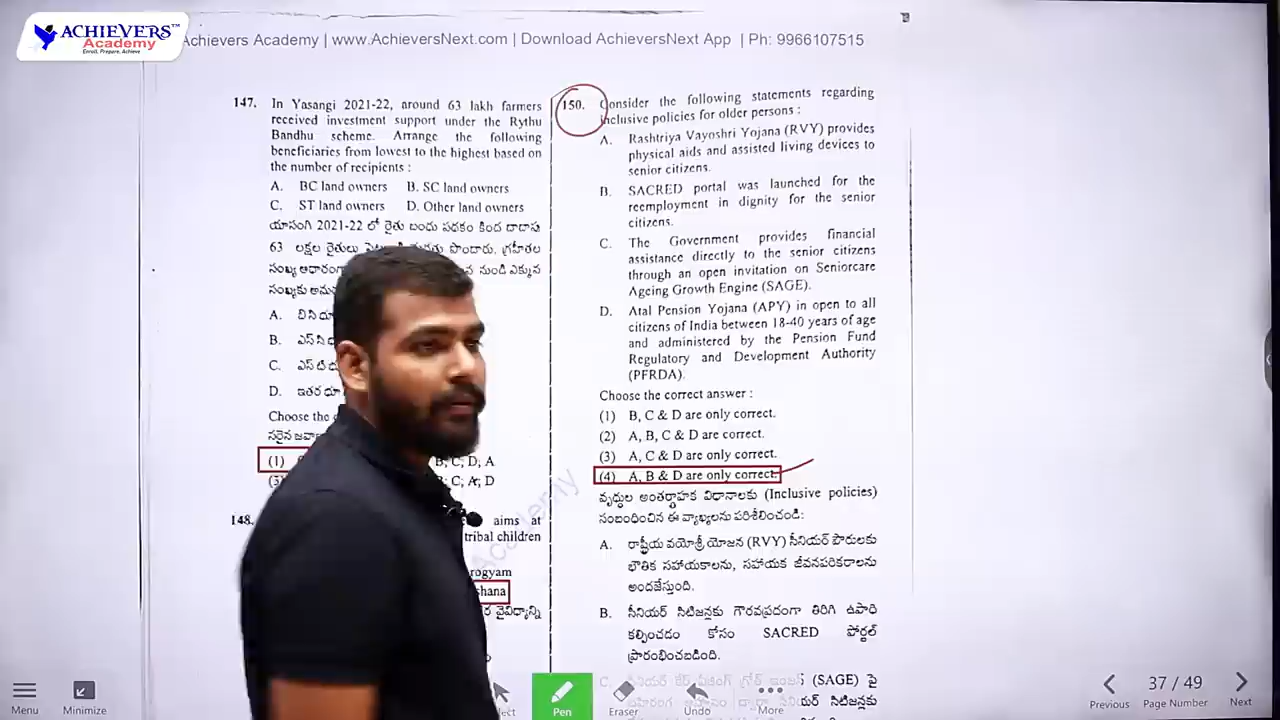 ACHIEVERS™
Academy
Enroll, Prepare, Achieve
Achievers Academy | www.AchieversNext.com | Download AchieversNext App | Ph: 9966107515
147. In Yasangi 2021-22, around 63 lakh farmers
received investment support under the Rythu
Bandhu scheme. Arrange the following
beneficiaries from lowest to the highest based on
the number of recipients :
A. BC land owners B. SC land owners
C. ST land owners D. Other land owners
యాసంగి 2021-22 లో రైతు బంధు పథకం కింద దాదాపు
63 లక్షల రైతులు పొందారు. గ్రహీతల
సంఖ్య నుండి ఎక్కువ
A.
B.
C.
D. ఇతర
Choose the
(1) B, C, D, A
(3) B, C, A, D
148. aims at
tribal children
rogyam
shana
150. Consider the following statements regarding
inclusive policies for older persons :
A. Rashtriya Vayoshri Yojana (RVY) provides
physical aids and assisted living devices to
senior citizens.
B. SACRED portal was launched for the
reemployment in dignity for the senior
citizens.
C. The Government provides financial
assistance directly to the senior citizens
through an open invitation on Seniorcare
Ageing Growth Engine (SAGE).
D. Atal Pension Yojana (APY) in open to all
citizens of India between 18-40 years of age
and administered by the Pension Fund
Regulatory and Development Authority
(PFRDA).
Choose the correct answer :
(1) B, C & D are only correct.
(2) A, B, C & D are correct.
(3) A, C & D are only correct.
(4) A, B & D are only correct.
వృద్ధుల అంతర్గ్రాహక విధానాలకు (Inclusive policies)
సంబంధించిన ఈ వ్యాఖ్యలను పరిశీలించండి:
A. రాష్ట్రీయ వయోశ్రీ యోజన (RVY) సీనియర్ పౌరులకు
భౌతిక సహాయకాలను, సహాయక జీవనపరికరాలను
అందజేస్తుంది.
B. సీనియర్ సిటిజన్లకు గౌరవప్రదంగా తిరిగి ఉపాధి
కల్పించడం కోసం SACRED పోర్టల్
ప్రారంభించబడింది.
C. (SAGE) పై
Academy
Menu
Minimize
Pen
Eraser
Undo
More
Previous
37 / 49
Page Number
Next